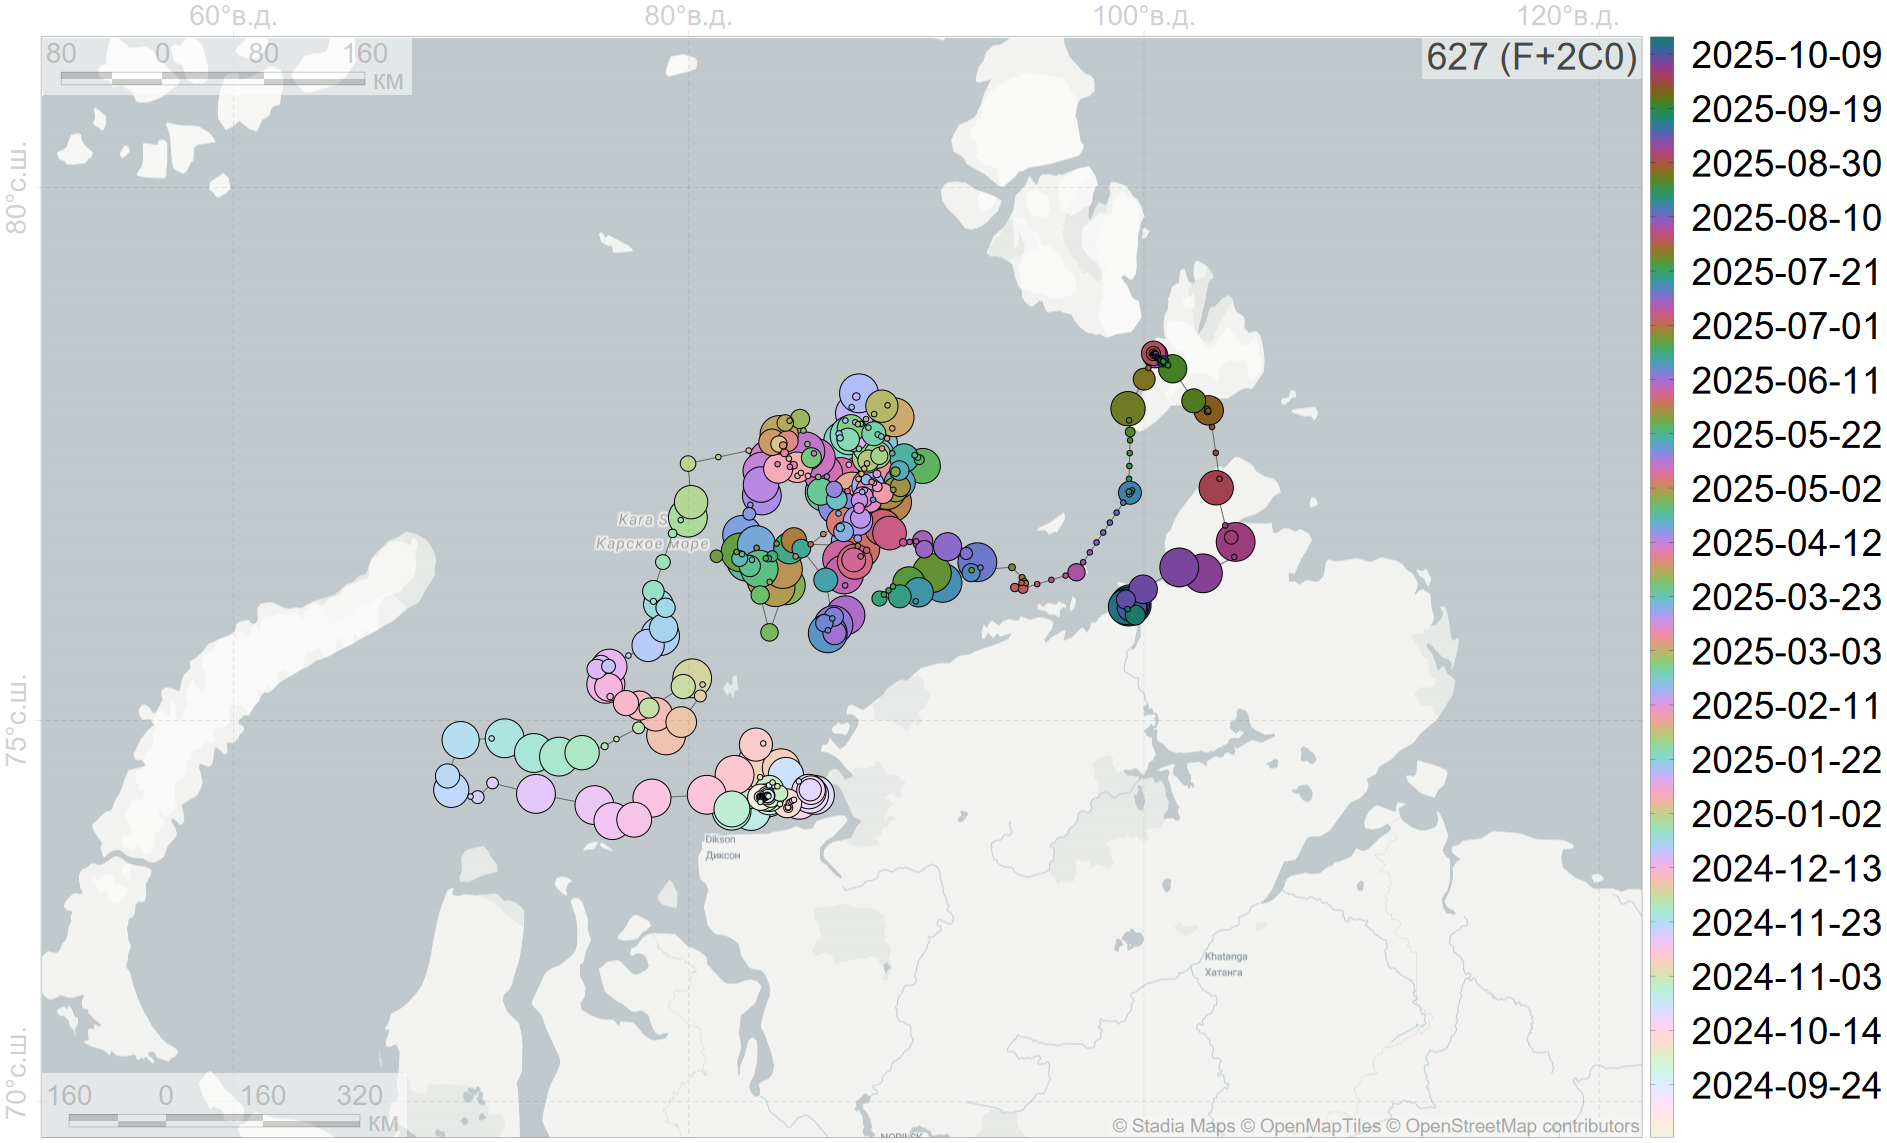 60°в.д.
80°в.д.
100°в.д.
120°в.д.
80 0 80 160
км
627 (F+2C0)
80°с.ш.
75°с.ш.
70°с.ш.
Kara S
Карское море
Dikson
Диксон
Khatanga
Хатанга
NORILSK
160 0 160 320
км
© Stadia Maps © OpenMapTiles © OpenStreetMap contributors
2025-10-09
2025-09-19
2025-08-30
2025-08-10
2025-07-21
2025-07-01
2025-06-11
2025-05-22
2025-05-02
2025-04-12
2025-03-23
2025-03-03
2025-02-11
2025-01-22
2025-01-02
2024-12-13
2024-11-23
2024-11-03
2024-10-14
2024-09-24